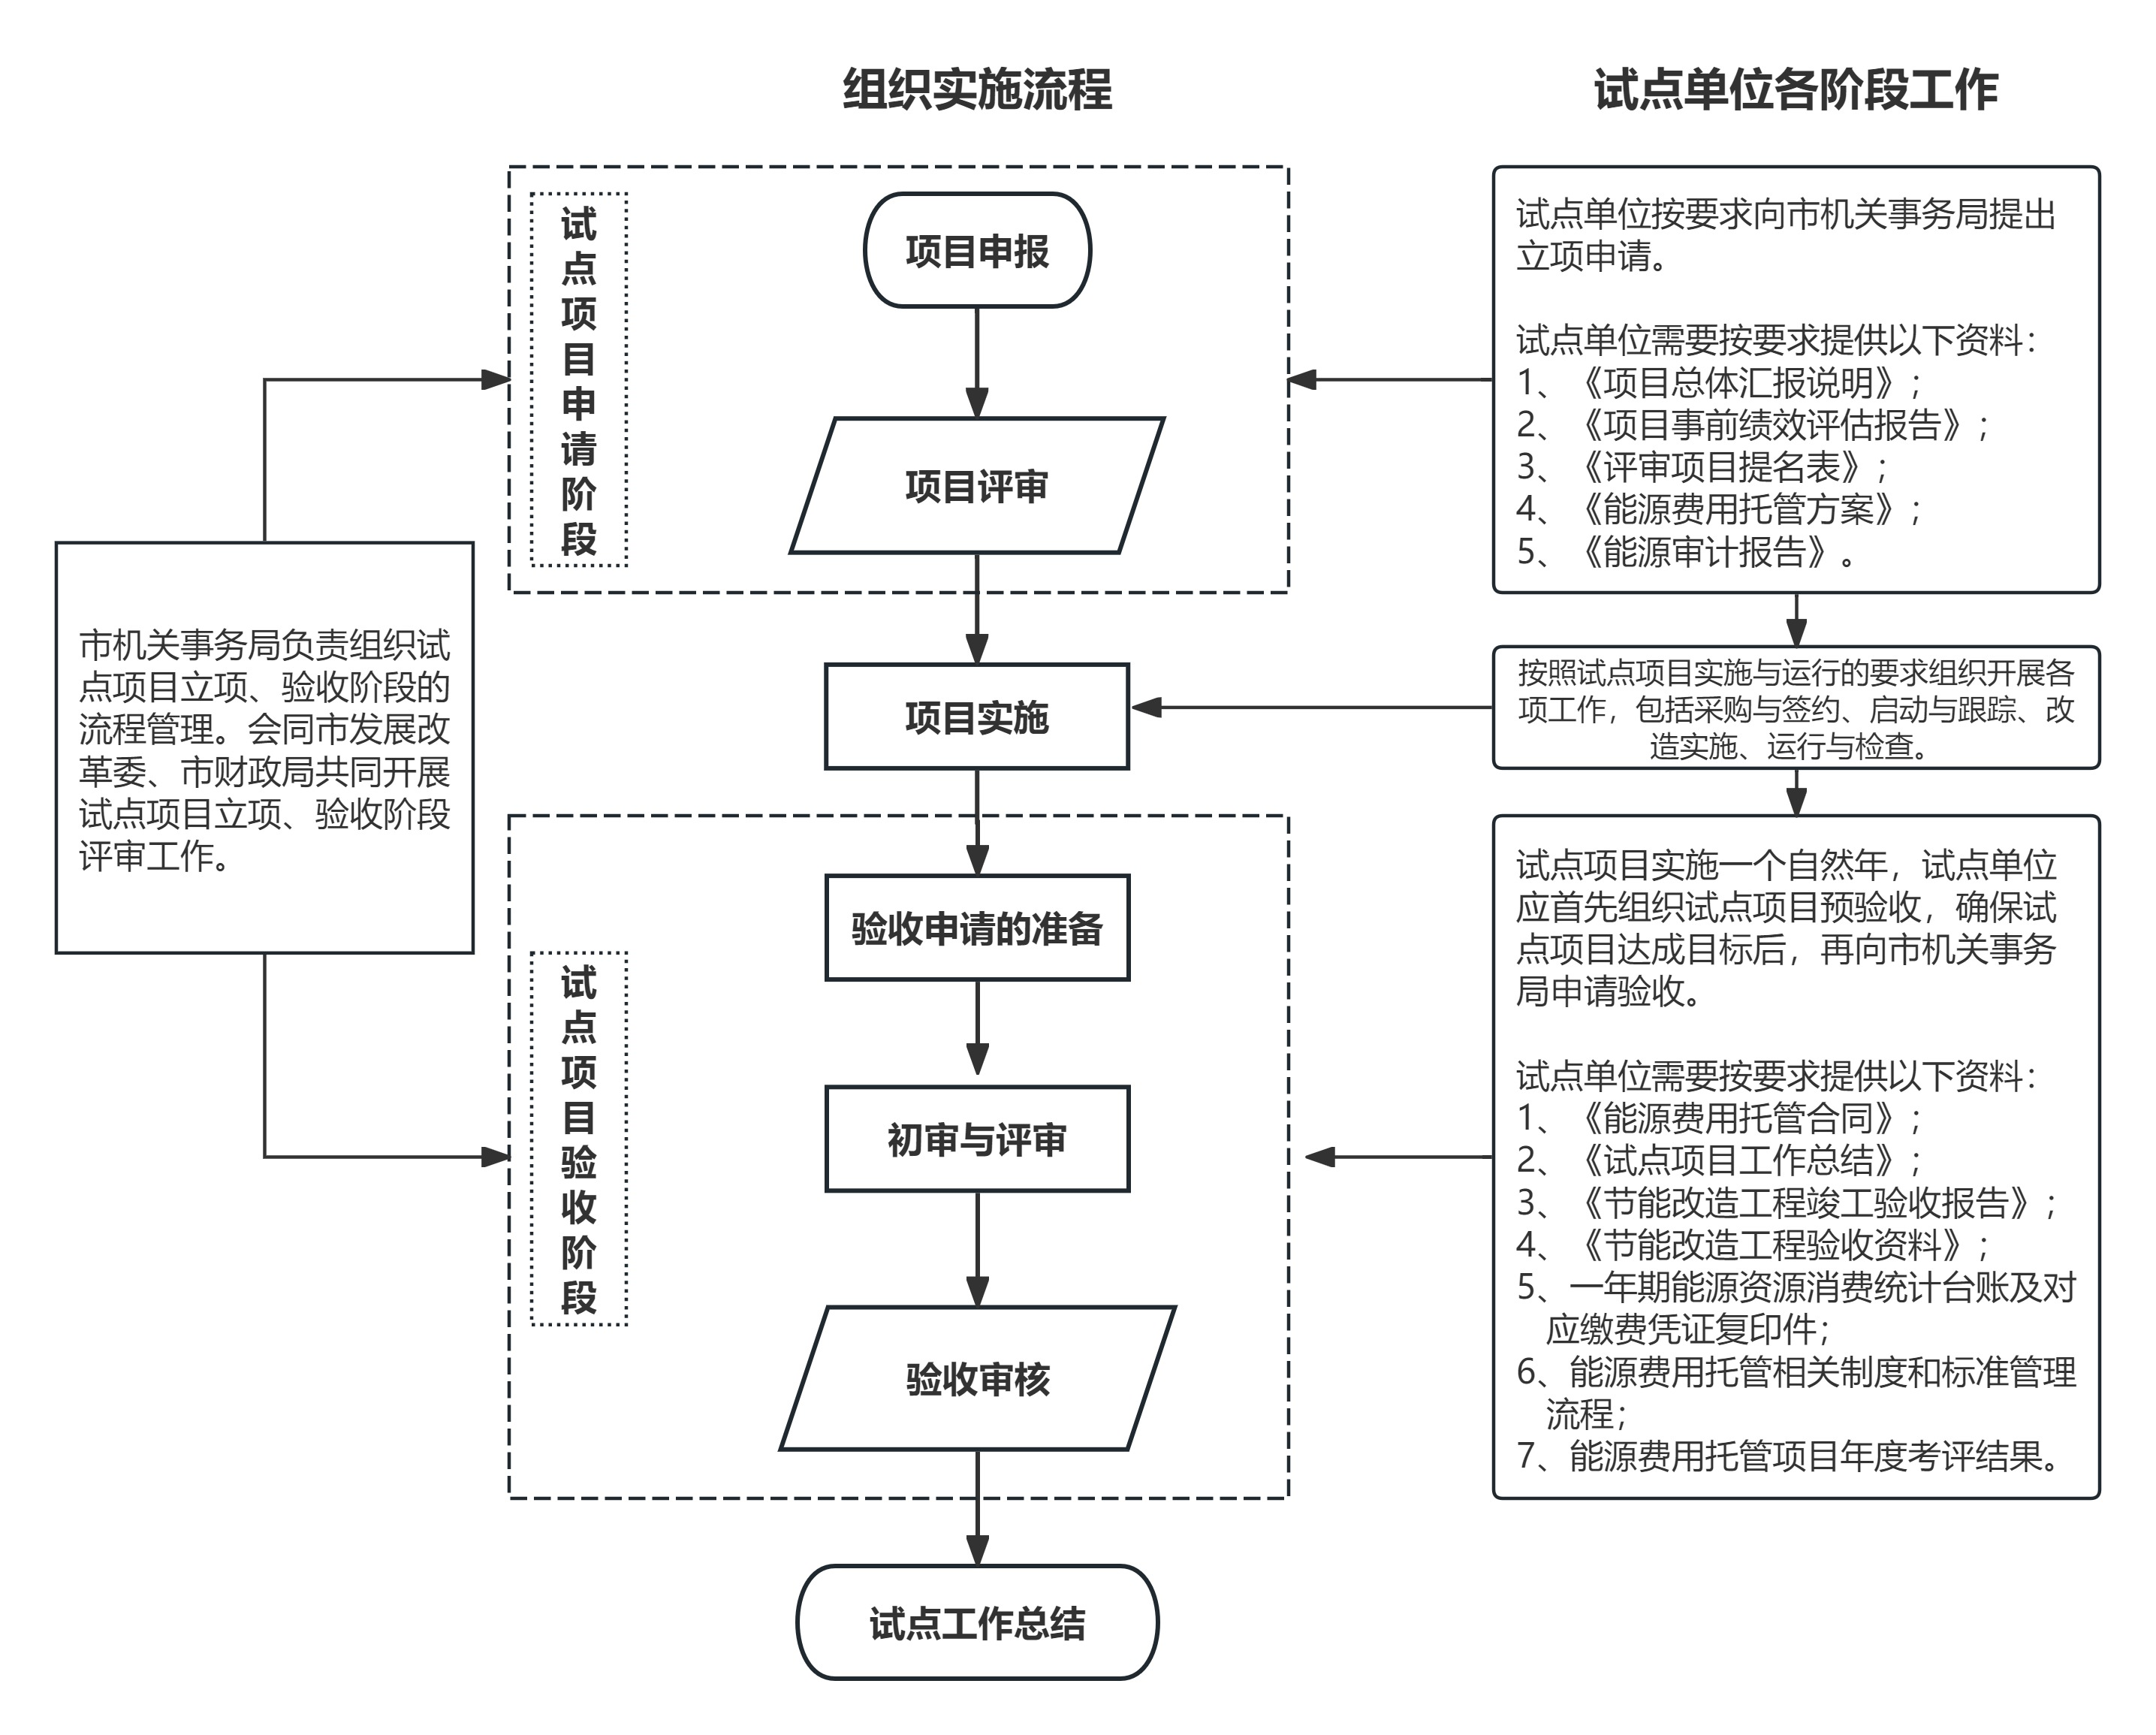 组织实施流程
试点单位各阶段工作
试点项目申请阶段
项目申报
项目评审
试点单位按要求向市机关事务局提出
立项申请。
试点单位需要按要求提供以下资料：
1、《项目总体汇报说明》；
2、《项目事前绩效评估报告》；
3、《评审项目提名表》；
4、《能源费用托管方案》；
5、《能源审计报告》。
市机关事务局负责组织试
点项目立项、验收阶段的
流程管理。会同市发展改
革委、市财政局共同开展
试点项目立项、验收阶段
评审工作。
项目实施
按照试点项目实施与运行的要求组织开展各
项工作，包括采购与签约、启动与跟踪、改
造实施、运行与检查。
试点项目验收阶段
验收申请的准备
初审与评审
验收审核
试点项目实施一个自然年，试点单位
应首先组织试点项目预验收，确保试
点项目达成目标后，再向市机关事务
局申请验收。
试点单位需要按要求提供以下资料：
1、《能源费用托管合同》；
2、《试点项目工作总结》；
3、《节能改造工程竣工验收报告》；
4、《节能改造工程验收资料》；
5、一年期能源资源消费统计台账及对
应缴费凭证复印件；
6、能源费用托管相关制度和标准管理
流程；
7、能源费用托管项目年度考评结果。
试点工作总结